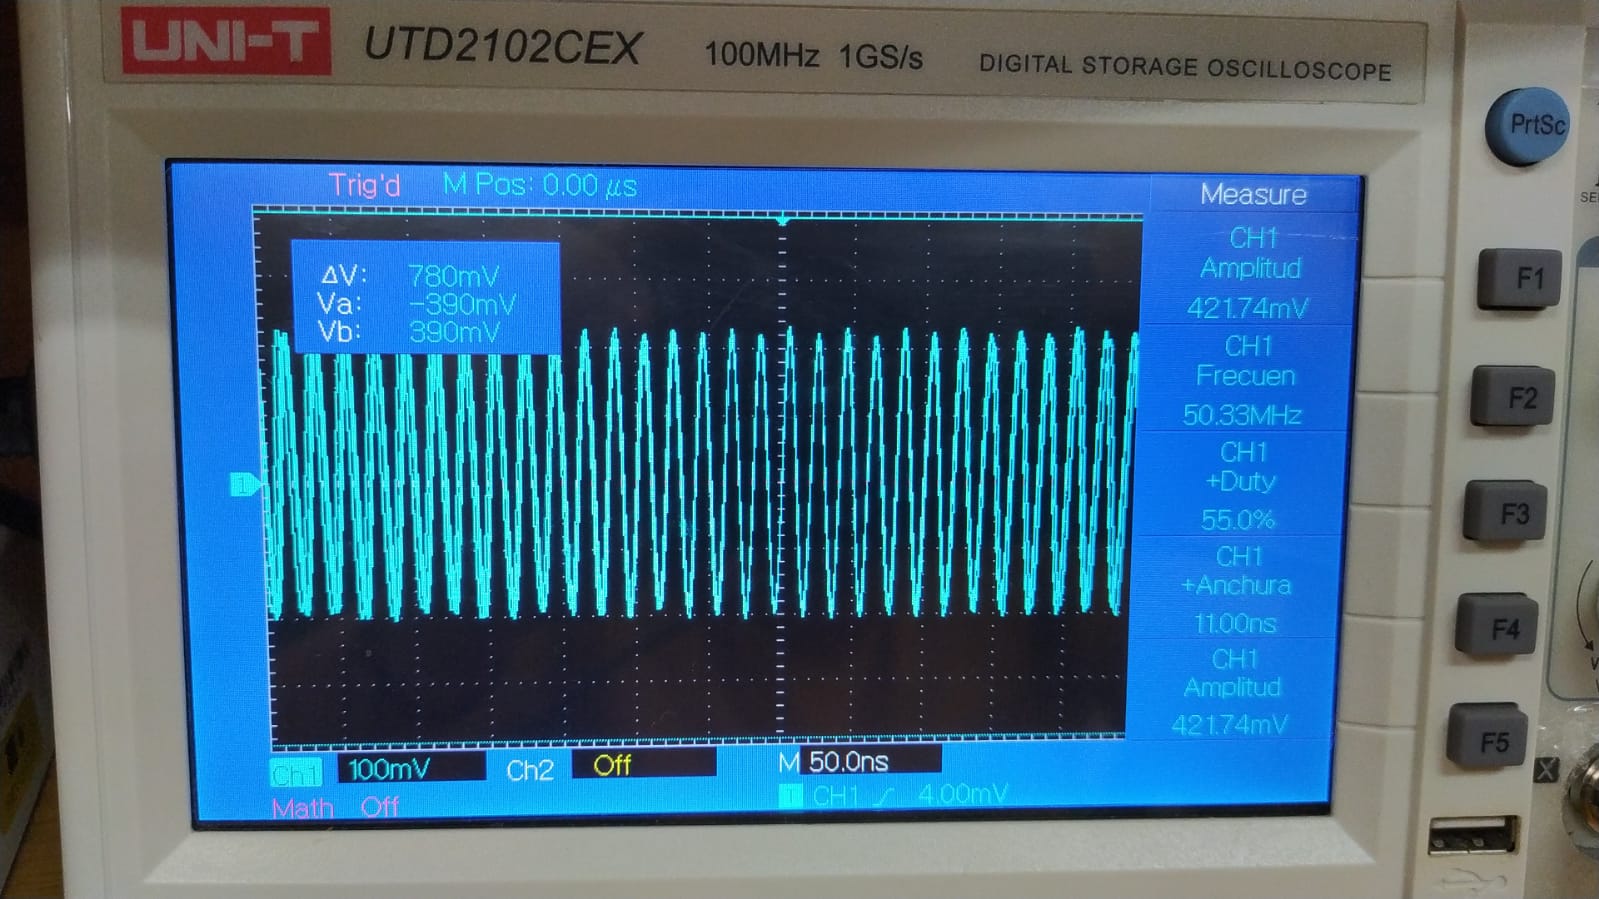 UNI-T UTD2102CEX 100MHz 1GS/s DIGITAL STORAGE OSCILLOSCOPE
PrtSc
Trig'd M Pos: 0.00 µs
Measure
ΔV: 780mV
Va: -390mV
Vb: 390mV
CH1
Amplitud
421.74mV
CH1
Frecuen
50.33MHz
CH1
+Duty
55.0%
CH1
+Anchura
11.00ns
CH1
Amplitud
421.74mV
F1
F2
F3
F4
F5
1
Ch1 100mV Ch2 Off M 50.0ns
Math Off 1 CH1 4.00mV
X